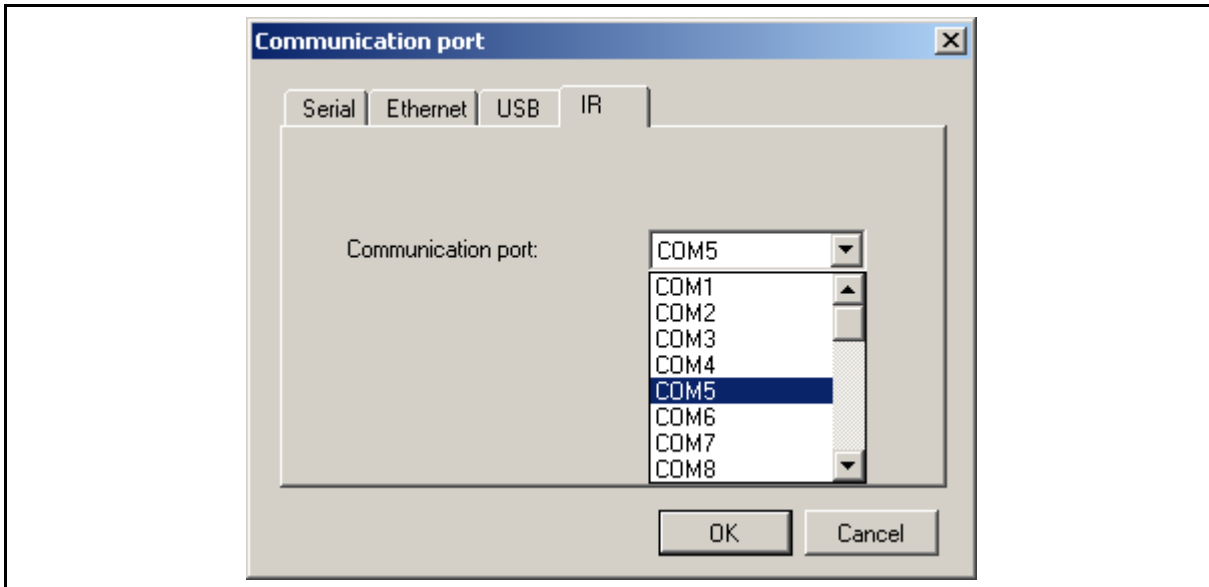 Communication port
Serial Ethernet USB IR
Communication port: COM5
COM1
COM2
COM3
COM4
COM5
COM6
COM7
COM8
OK Cancel